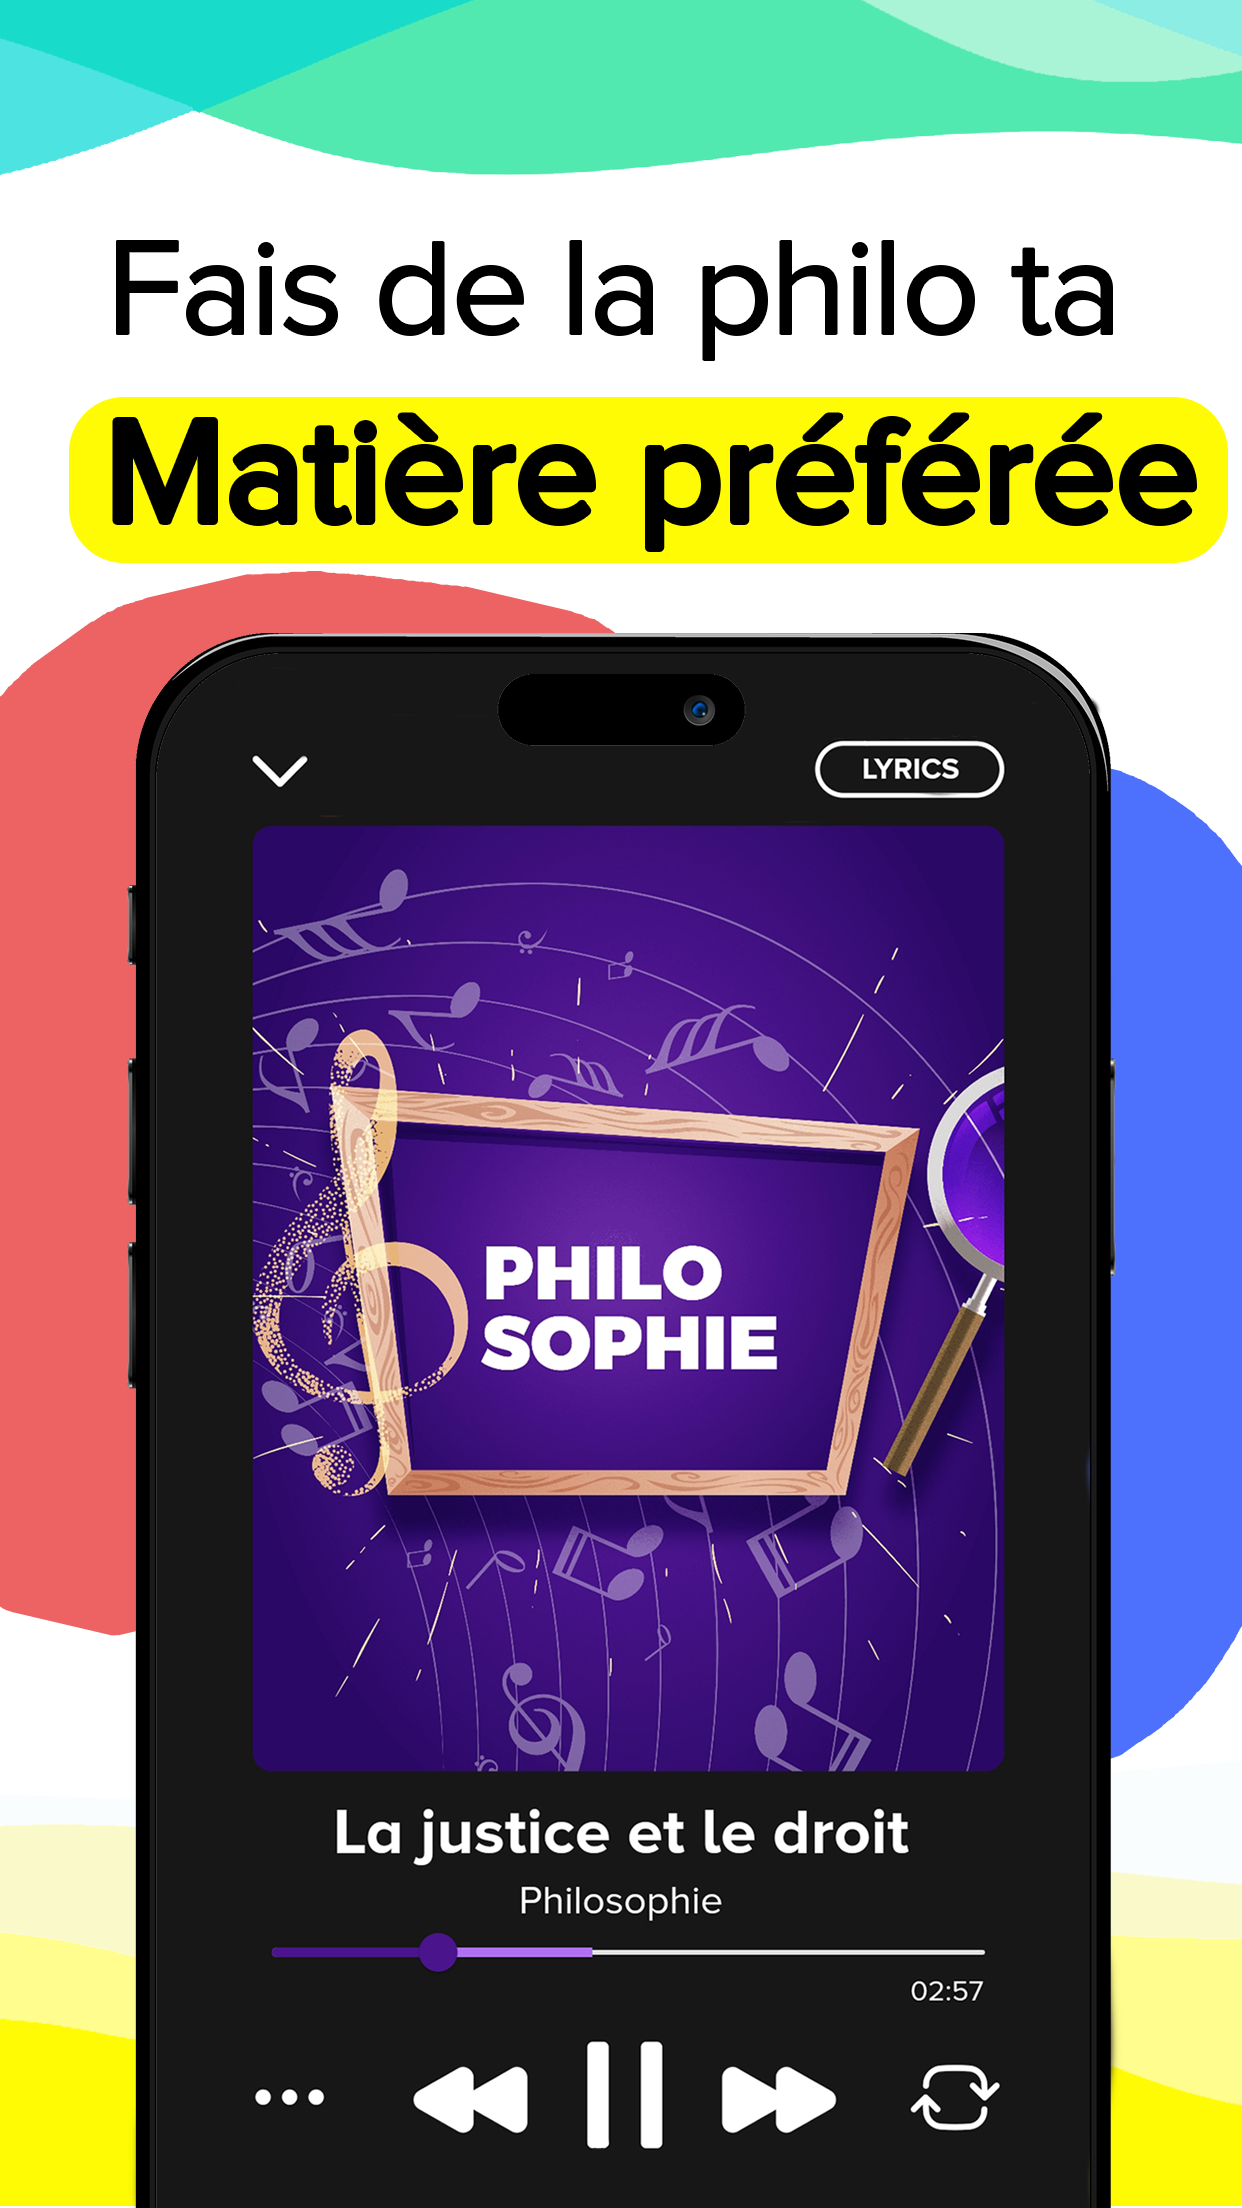 Fais de la philo ta
Matière préférée
LYRICS
PHILO
SOPHIE
La justice et le droit
Philosophie
02:57